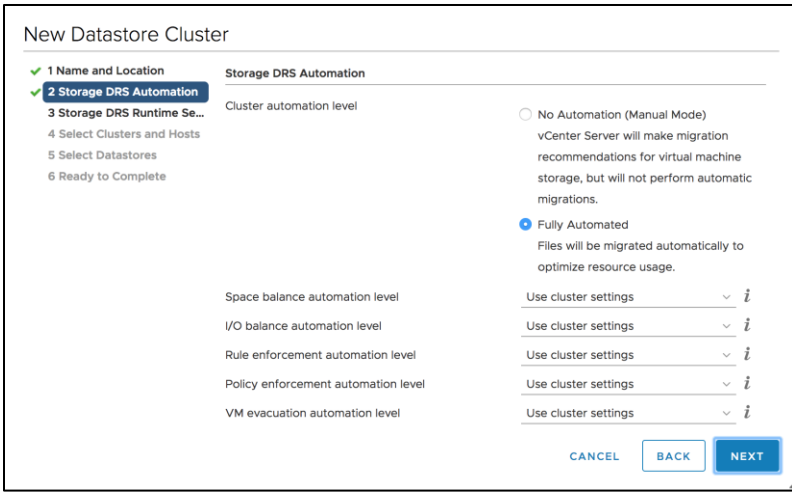 New Datastore Cluster
1 Name and Location
2 Storage DRS Automation
3 Storage DRS Runtime Se...
4 Select Clusters and Hosts
5 Select Datastores
6 Ready to Complete
Storage DRS Automation
Cluster automation level
No Automation (Manual Mode)
vCenter Server will make migration
recommendations for virtual machine
storage, but will not perform automatic
migrations.
Fully Automated
Files will be migrated automatically to
optimize resource usage.
Space balance automation level Use cluster settings i
I/O balance automation level Use cluster settings i
Rule enforcement automation level Use cluster settings i
Policy enforcement automation level Use cluster settings i
VM evacuation automation level Use cluster settings i
CANCEL BACK NEXT